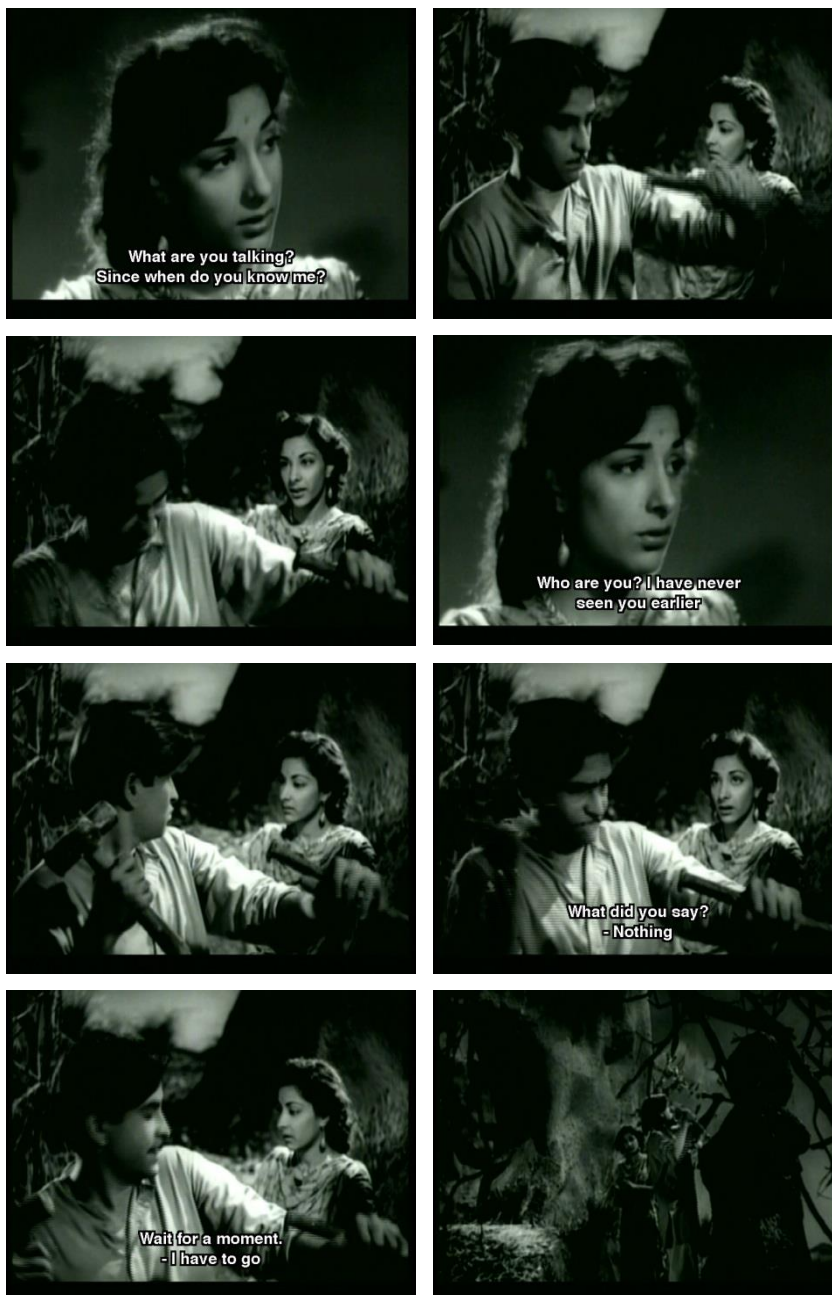 What are you talking?
Since when do you know me?
Who are you? I have never
seen you earlier
What did you say?
- Nothing
Wait for a moment.
- I have to go